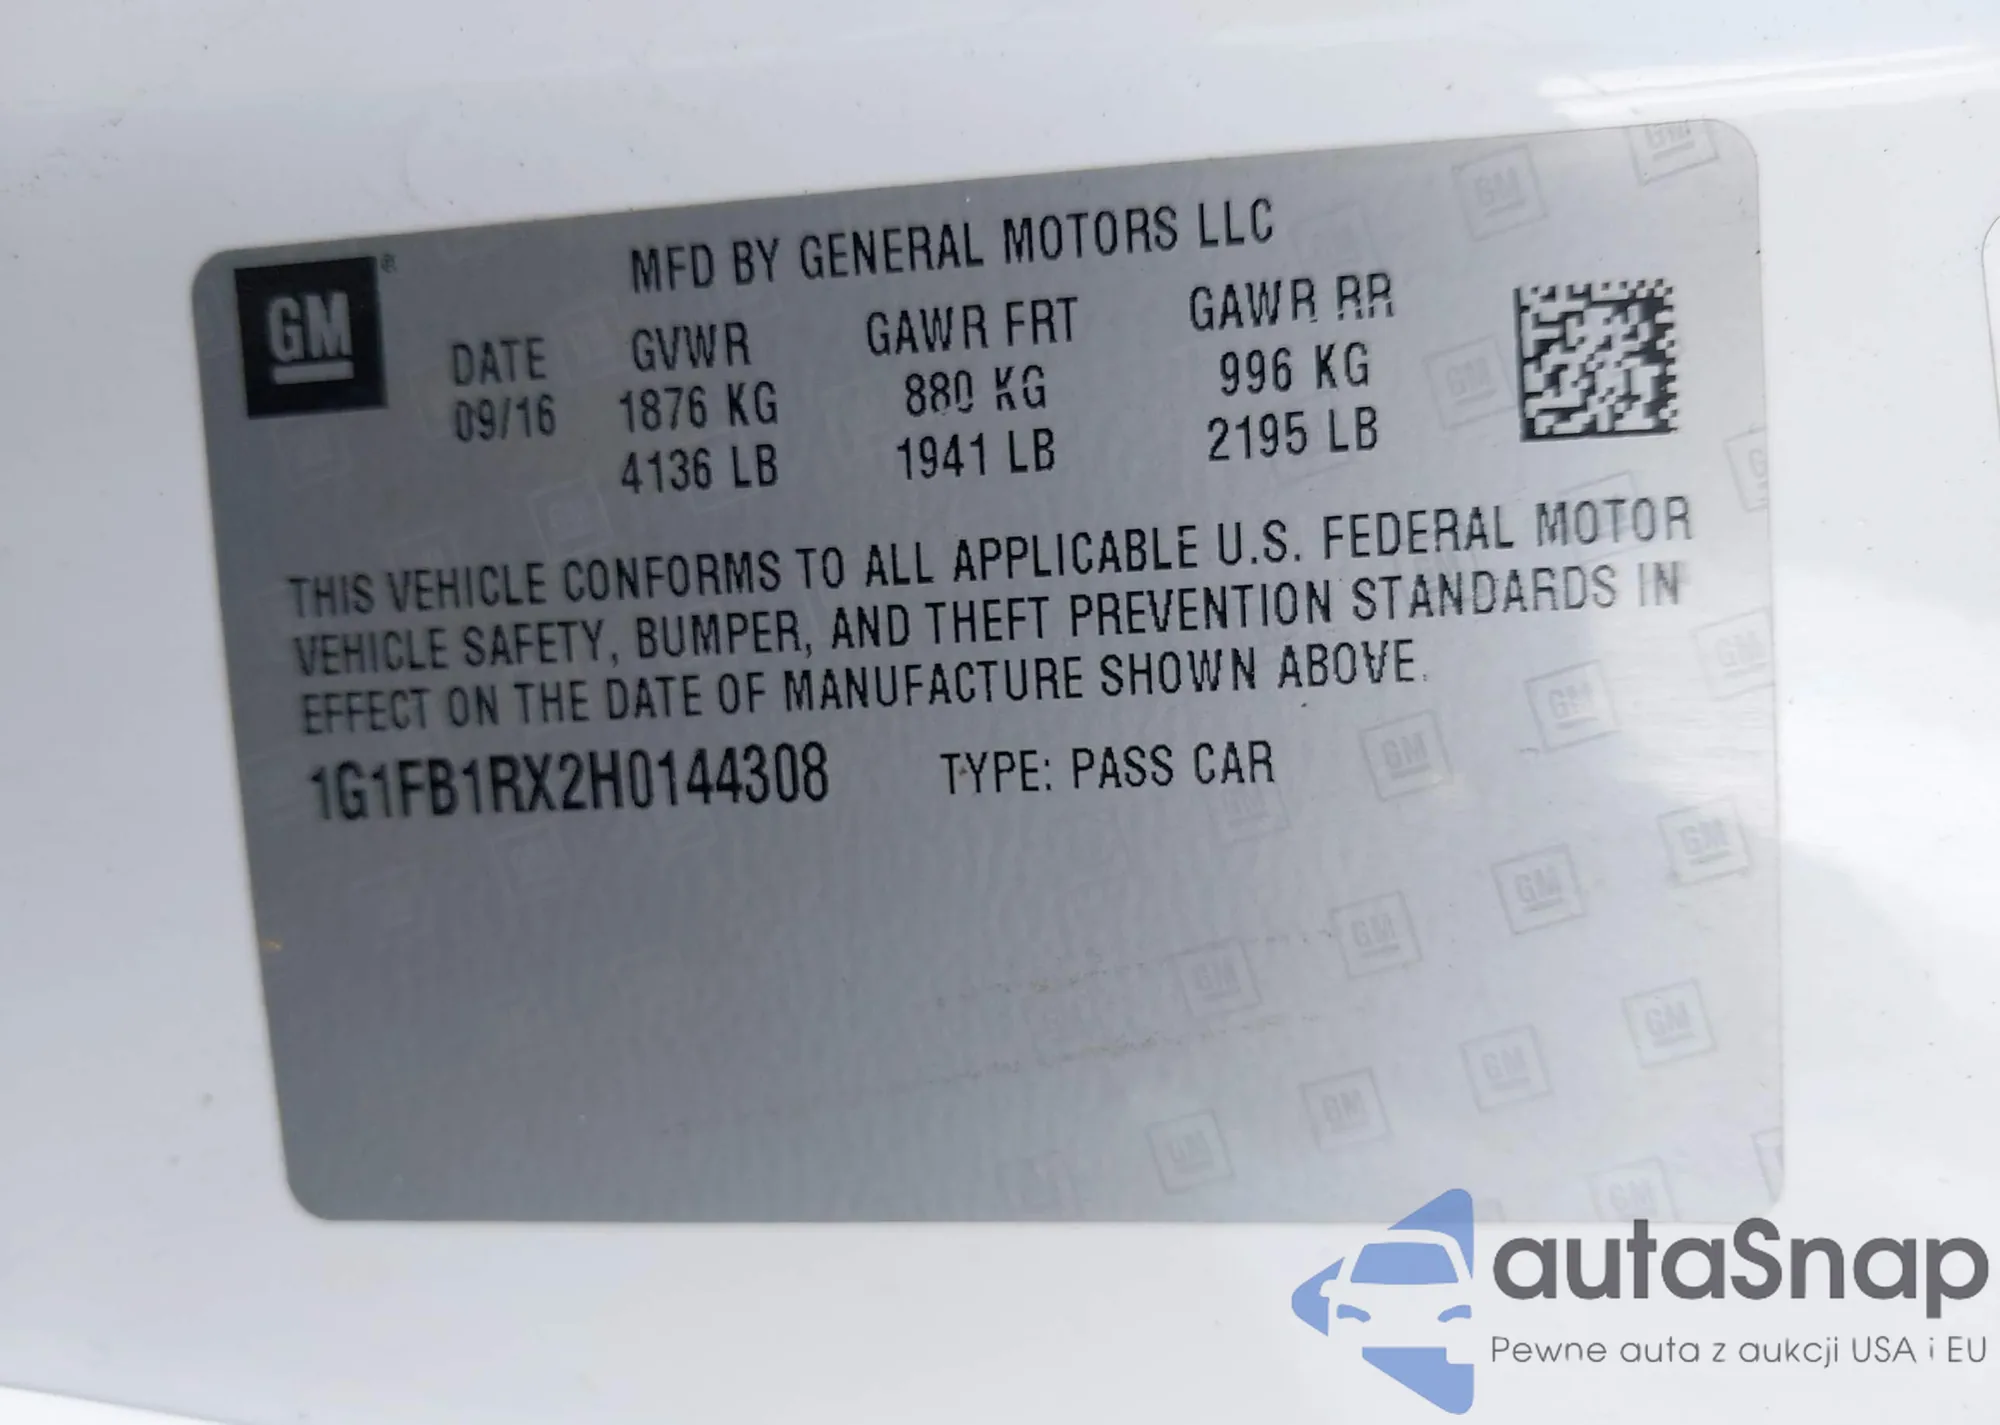 GM
MFD BY GENERAL MOTORS LLC
DATE GVWR GAWR FRT GAWR RR
09/16 1876 KG 880 KG 996 KG
4136 LB 1941 LB 2195 LB
THIS VEHICLE CONFORMS TO ALL APPLICABLE U.S. FEDERAL MOTOR
VEHICLE SAFETY, BUMPER, AND THEFT PREVENTION STANDARDS IN
EFFECT ON THE DATE OF MANUFACTURE SHOWN ABOVE.
1G1FB1RX2H0144308 TYPE: PASS CAR
autaSnap
Pewne auta z aukcji USA i EU